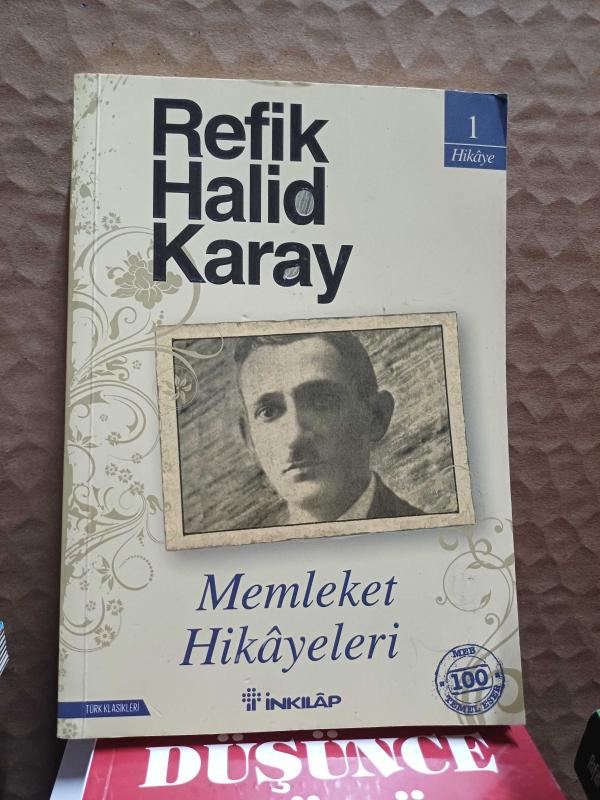 Refik
Halid
Karay
1
Hikâye
Memleket
Hikâyeleri
MEB
100
TEMEL ESER
TÜRK KLASİKLERİ
İNKILÂP
DÜŞÜNCE